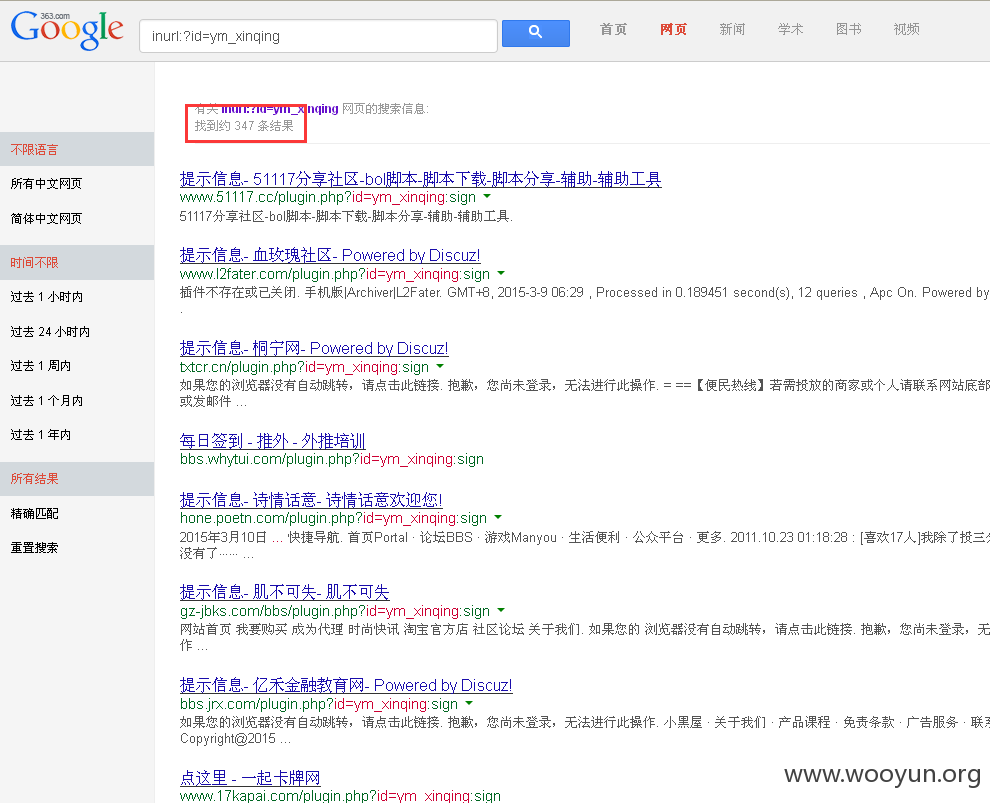 363.com
Google
inurl:?id=ym_xinqing
首页 网页 新闻 学术 图书 视频
不限语言
所有中文网页
简体中文网页
时间不限
过去 1 小时内
过去 24 小时内
过去 1 周内
过去 1 个月内
过去 1 年内
所有结果
精确匹配
重置搜索
有关 inurl:?id=ym_xinqing 网页的搜索信息:
找到约 347 条结果
提示信息- 51117分享社区-bol脚本-脚本下载-脚本分享-辅助-辅助工具
www.51117.cc/plugin.php?id=ym_xinqing:sign
51117分享社区-bol脚本-脚本下载-脚本分享-辅助-辅助工具.
提示信息- 血玫瑰社区- Powered by Discuz!
www.l2fater.com/plugin.php?id=ym_xinqing:sign
插件不存在或已关闭. 手机版|Archiver|L2Fater. GMT+8, 2015-3-9 06:29 , Processed in 0.189451 second(s), 12 queries , Apc On. Powered by
.
提示信息- 桐宁网- Powered by Discuz!
txtcr.cn/plugin.php?id=ym_xinqing:sign
如果您的浏览器没有自动跳转，请点击此链接. 抱歉，您尚未登录，无法进行此操作. = ==【便民热线】若需投放的商家或个人请联系网站底部
或发邮件 ...
每日签到 - 推外 - 外推培训
bbs.whytui.com/plugin.php?id=ym_xinqing:sign
提示信息- 诗情话意- 诗情话意欢迎您!
hone.poetn.com/plugin.php?id=ym_xinqing:sign
2015年3月10日 ... 快捷导航. 首页Portal · 论坛BBS · 游戏Manyou · 生活便利 · 公众平台 · 更多. 2011.10.23 01:18:28 : [喜欢17人]我除了投三
没有了······ ...
提示信息- 肌不可失- 肌不可失
gz-jbks.com/bbs/plugin.php?id=ym_xinqing:sign
网站首页 我要购买 成为代理 时尚快讯 淘宝官方店 社区论坛 关于我们. 如果您的 浏览器没有自动跳转，请点击此链接. 抱歉，您尚未登录，无
作 ...
提示信息- 亿禾金融教育网- Powered by Discuz!
bbs.jrx.com/plugin.php?id=ym_xinqing:sign
如果您的浏览器没有自动跳转，请点击此链接. 抱歉，您尚未登录，无法进行此操作. 小黑屋 · 关于我们 · 产品课程 · 免责条款 · 广告服务 · 联系
Copyright@2015 ...
点这里 - 一起卡牌网
www.17kapai.com/plugin.php?id=ym_xinqing:sign
www.wooyun.org